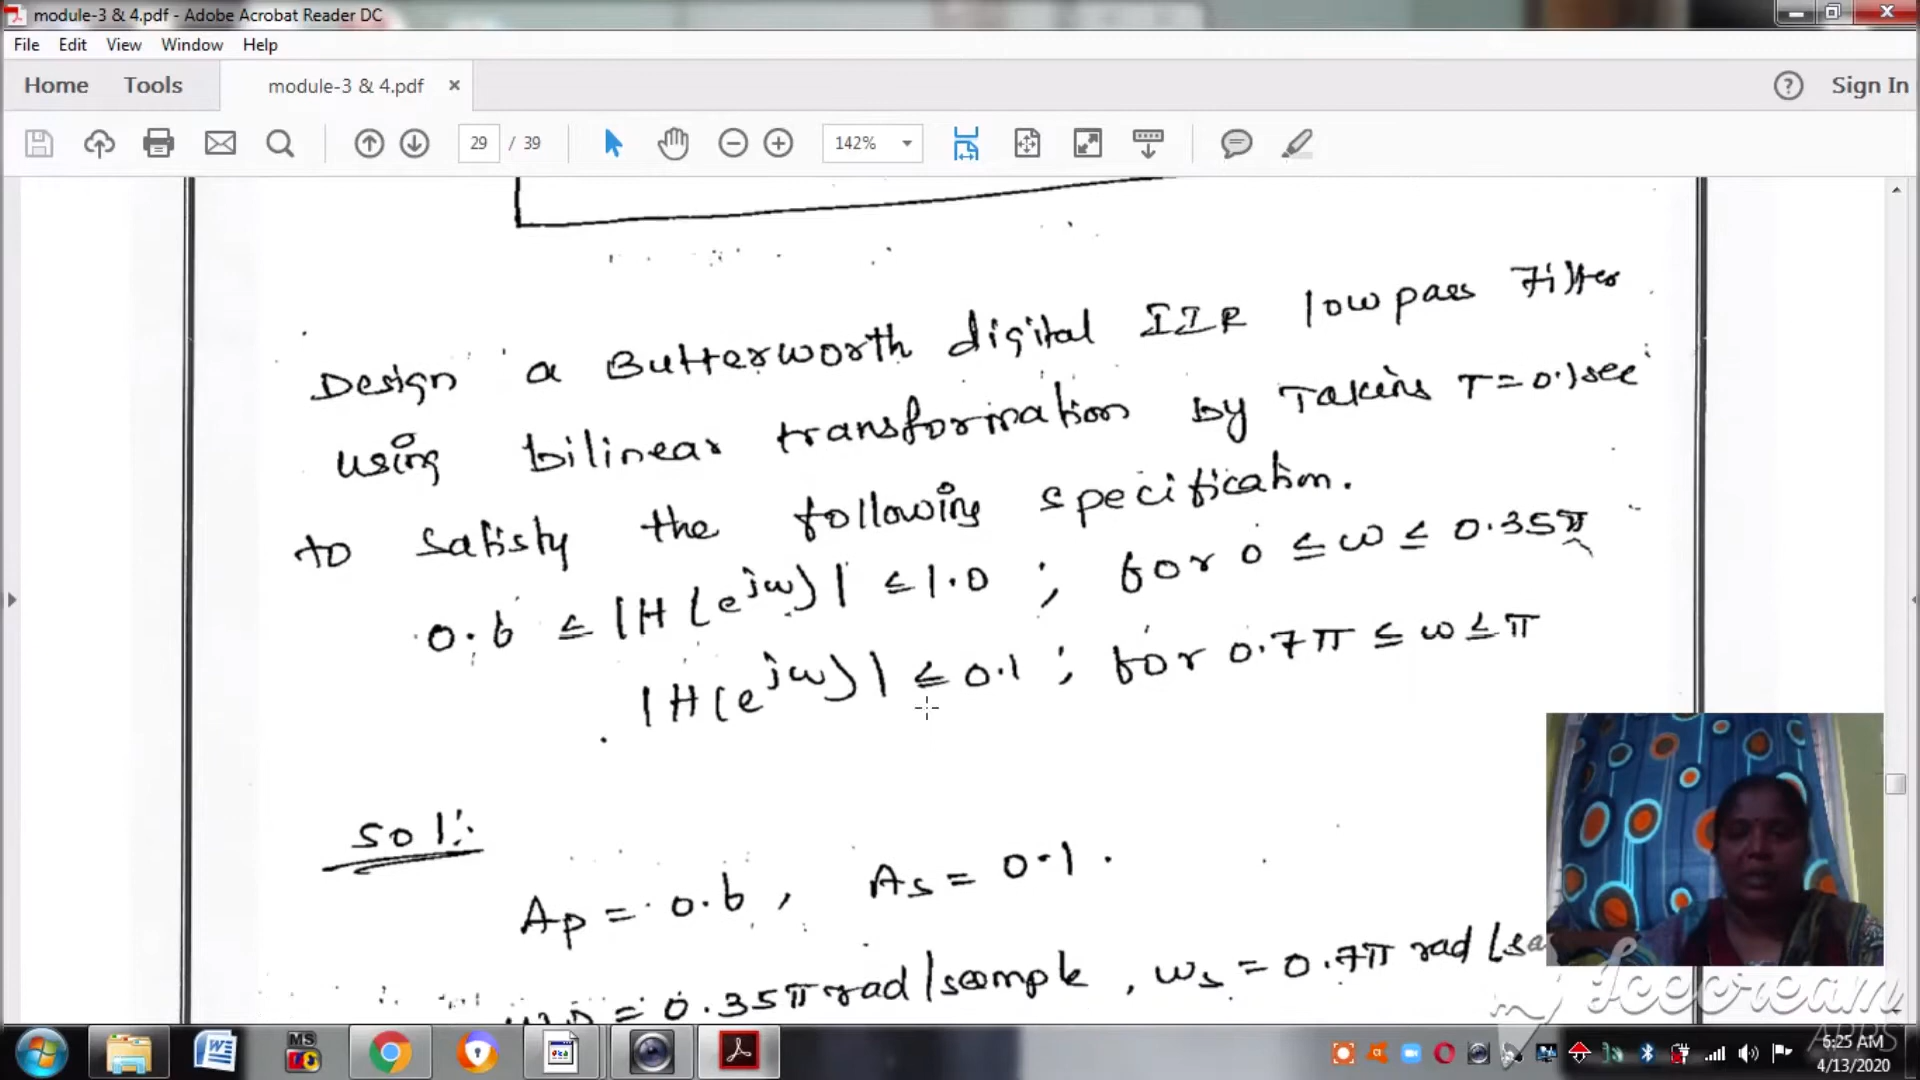 module-3 & 4.pdf - Adobe Acrobat Reader DC
File Edit View Window Help
Home Tools module-3 & 4.pdf × ? Sign In
29 / 39 142%
Design a Butterworth digital IIR lowpass Filter
using bilinear transformation by Taking T=0.1sec
to satisfy the following specification.
0.6 ≤ |H(e^jω)| ≤ 1.0 ; for 0 ≤ ω ≤ 0.35π
|H(e^jω)| ≤ 0.1 ; for 0.7π ≤ ω ≤ π
Sol:
Ap = 0.6, As = 0.1.
= 0.35π rad/sample, ωs = 0.7π rad/sa
Icecream
APPS
MS
6:25 AM
4/13/2020